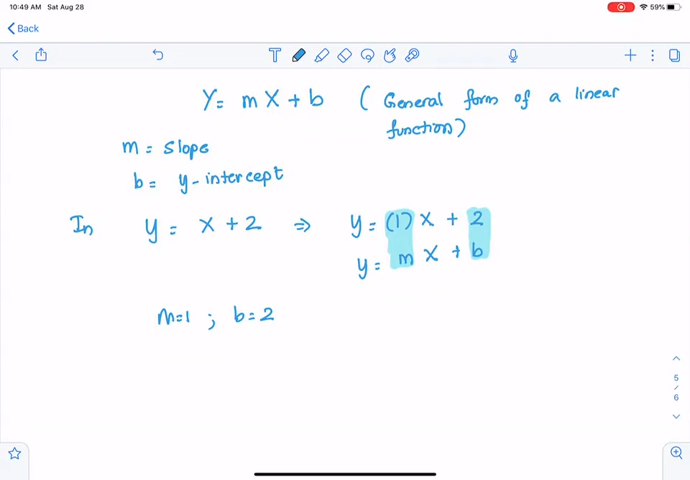 10:49 AM Sat Aug 28 59%
Back
Y = m X + b ( General form of a linear
function)
m = slope
b = y-intercept
In y = x + 2 ⇒ y = (1) x + 2
y = m x + b
m=1 ; b=2
5
/
6